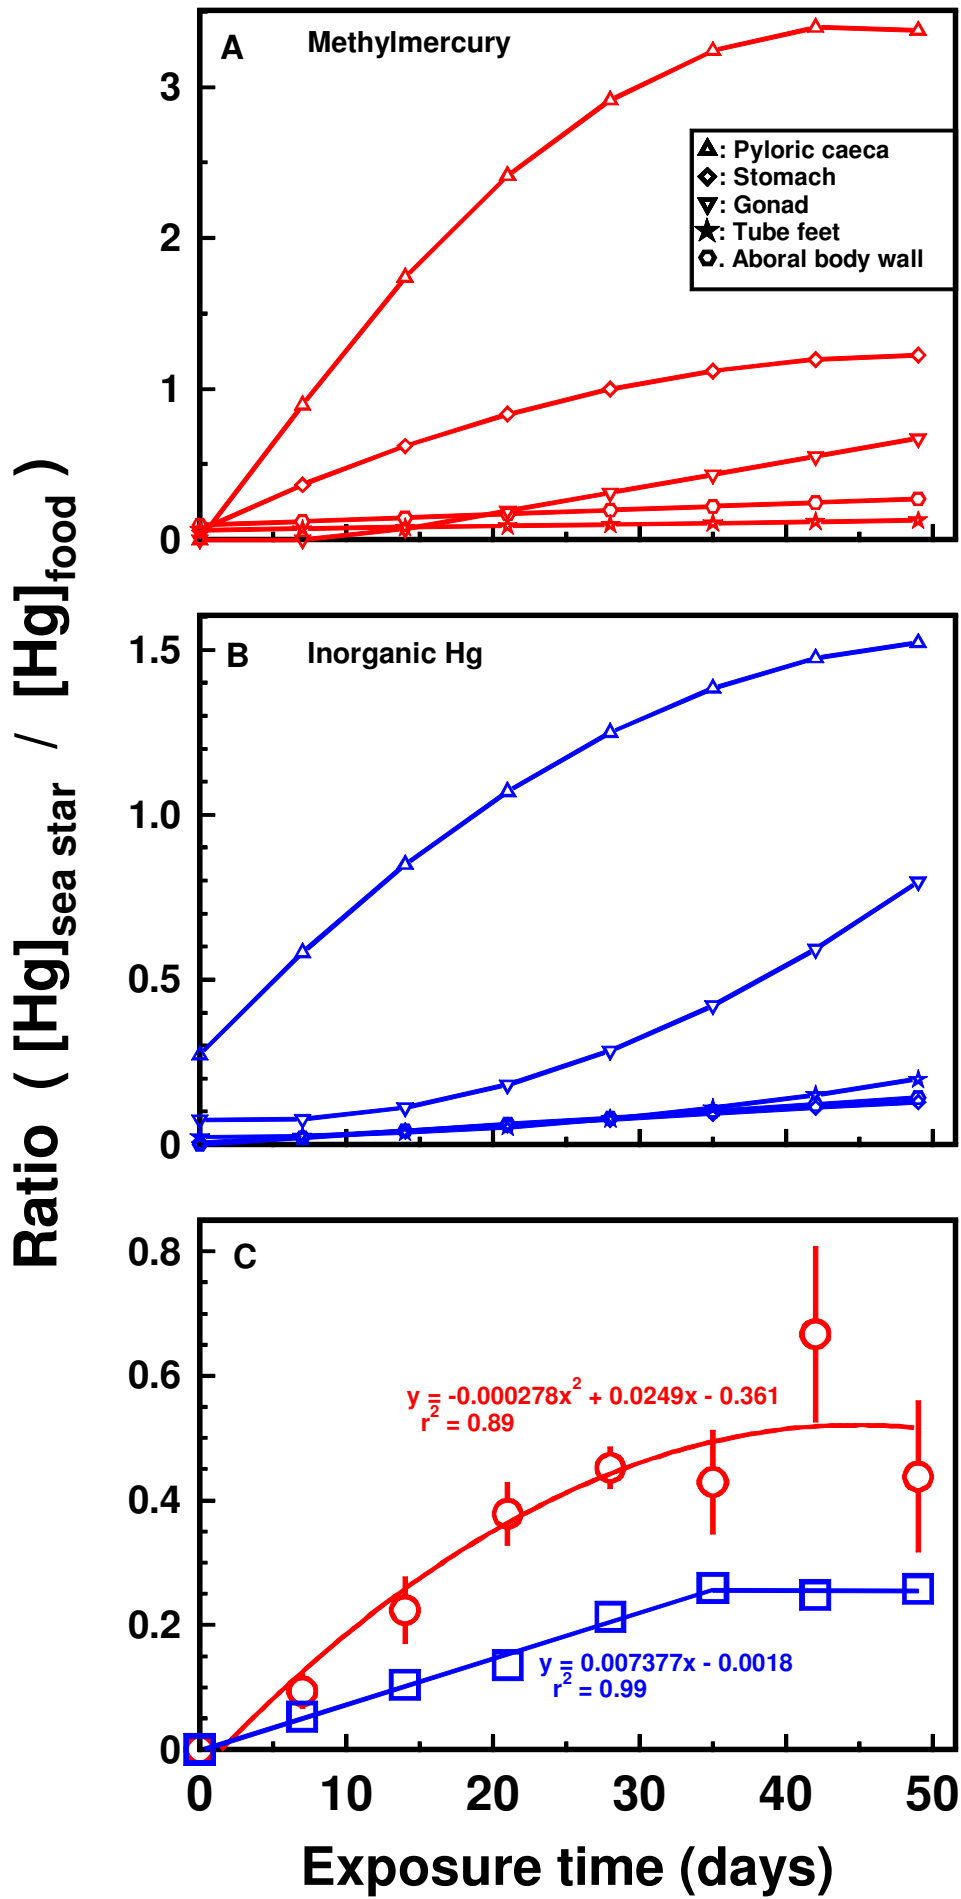 A Methylmercury
3
2
1
0
: Pyloric caeca
: Stomach
: Gonad
: Tube feet
. Aboral body wall
B Inorganic Hg
1.5
1.0
0.5
0
C
0.8
0.6
0.4
0.2
0
y = -0.000278x² + 0.0249x - 0.361
r² = 0.89
y = 0.007377x - 0.0018
r² = 0.99
0 10 20 30 40 50
Exposure time (days)
Ratio ( [Hg]sea star / [Hg]food )